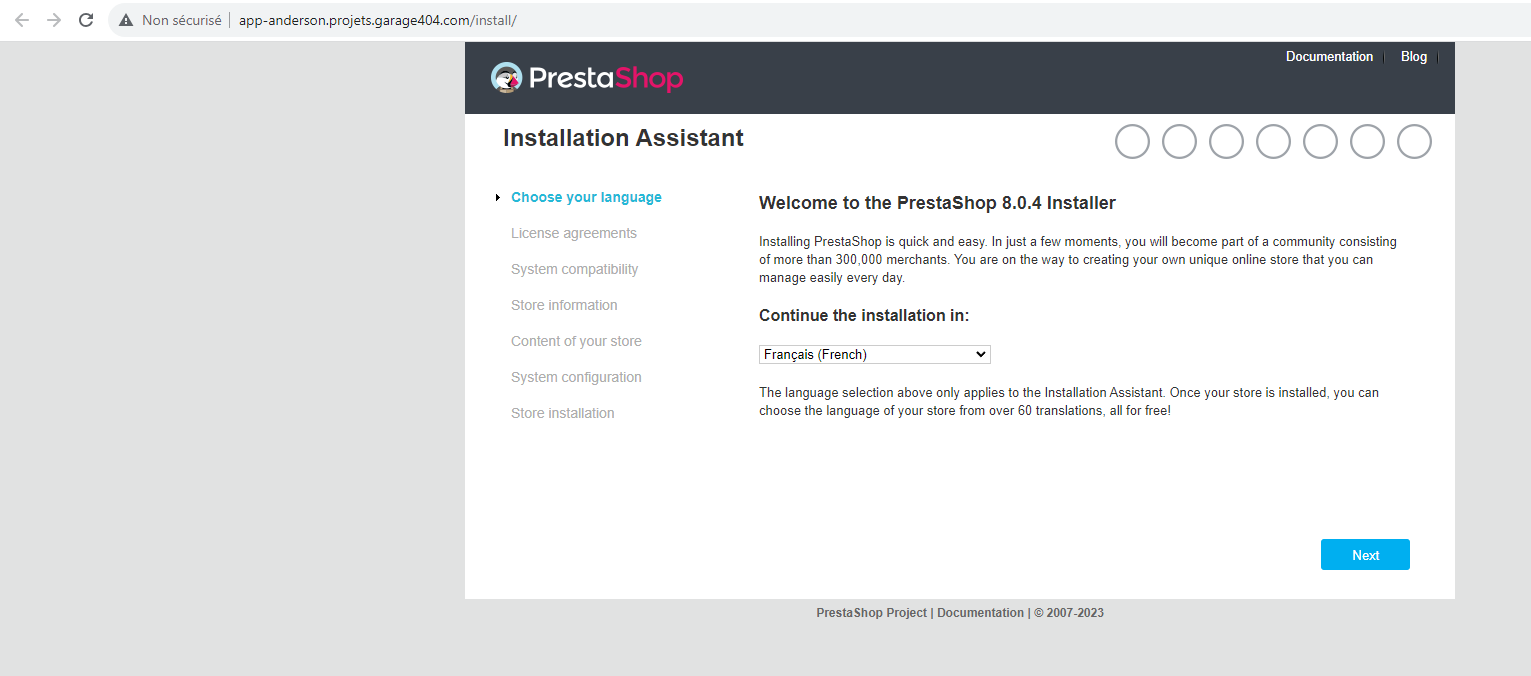 Non sécurisé | app-anderson.projets.garage404.com/install/
Documentation | Blog |
PrestaShop
Installation Assistant
Choose your language
License agreements
System compatibility
Store information
Content of your store
System configuration
Store installation
Welcome to the PrestaShop 8.0.4 Installer
Installing PrestaShop is quick and easy. In just a few moments, you will become part of a community consisting
of more than 300,000 merchants. You are on the way to creating your own unique online store that you can
manage easily every day.
Continue the installation in:
Français (French)
The language selection above only applies to the Installation Assistant. Once your store is installed, you can
choose the language of your store from over 60 translations, all for free!
Next
PrestaShop Project | Documentation | © 2007-2023